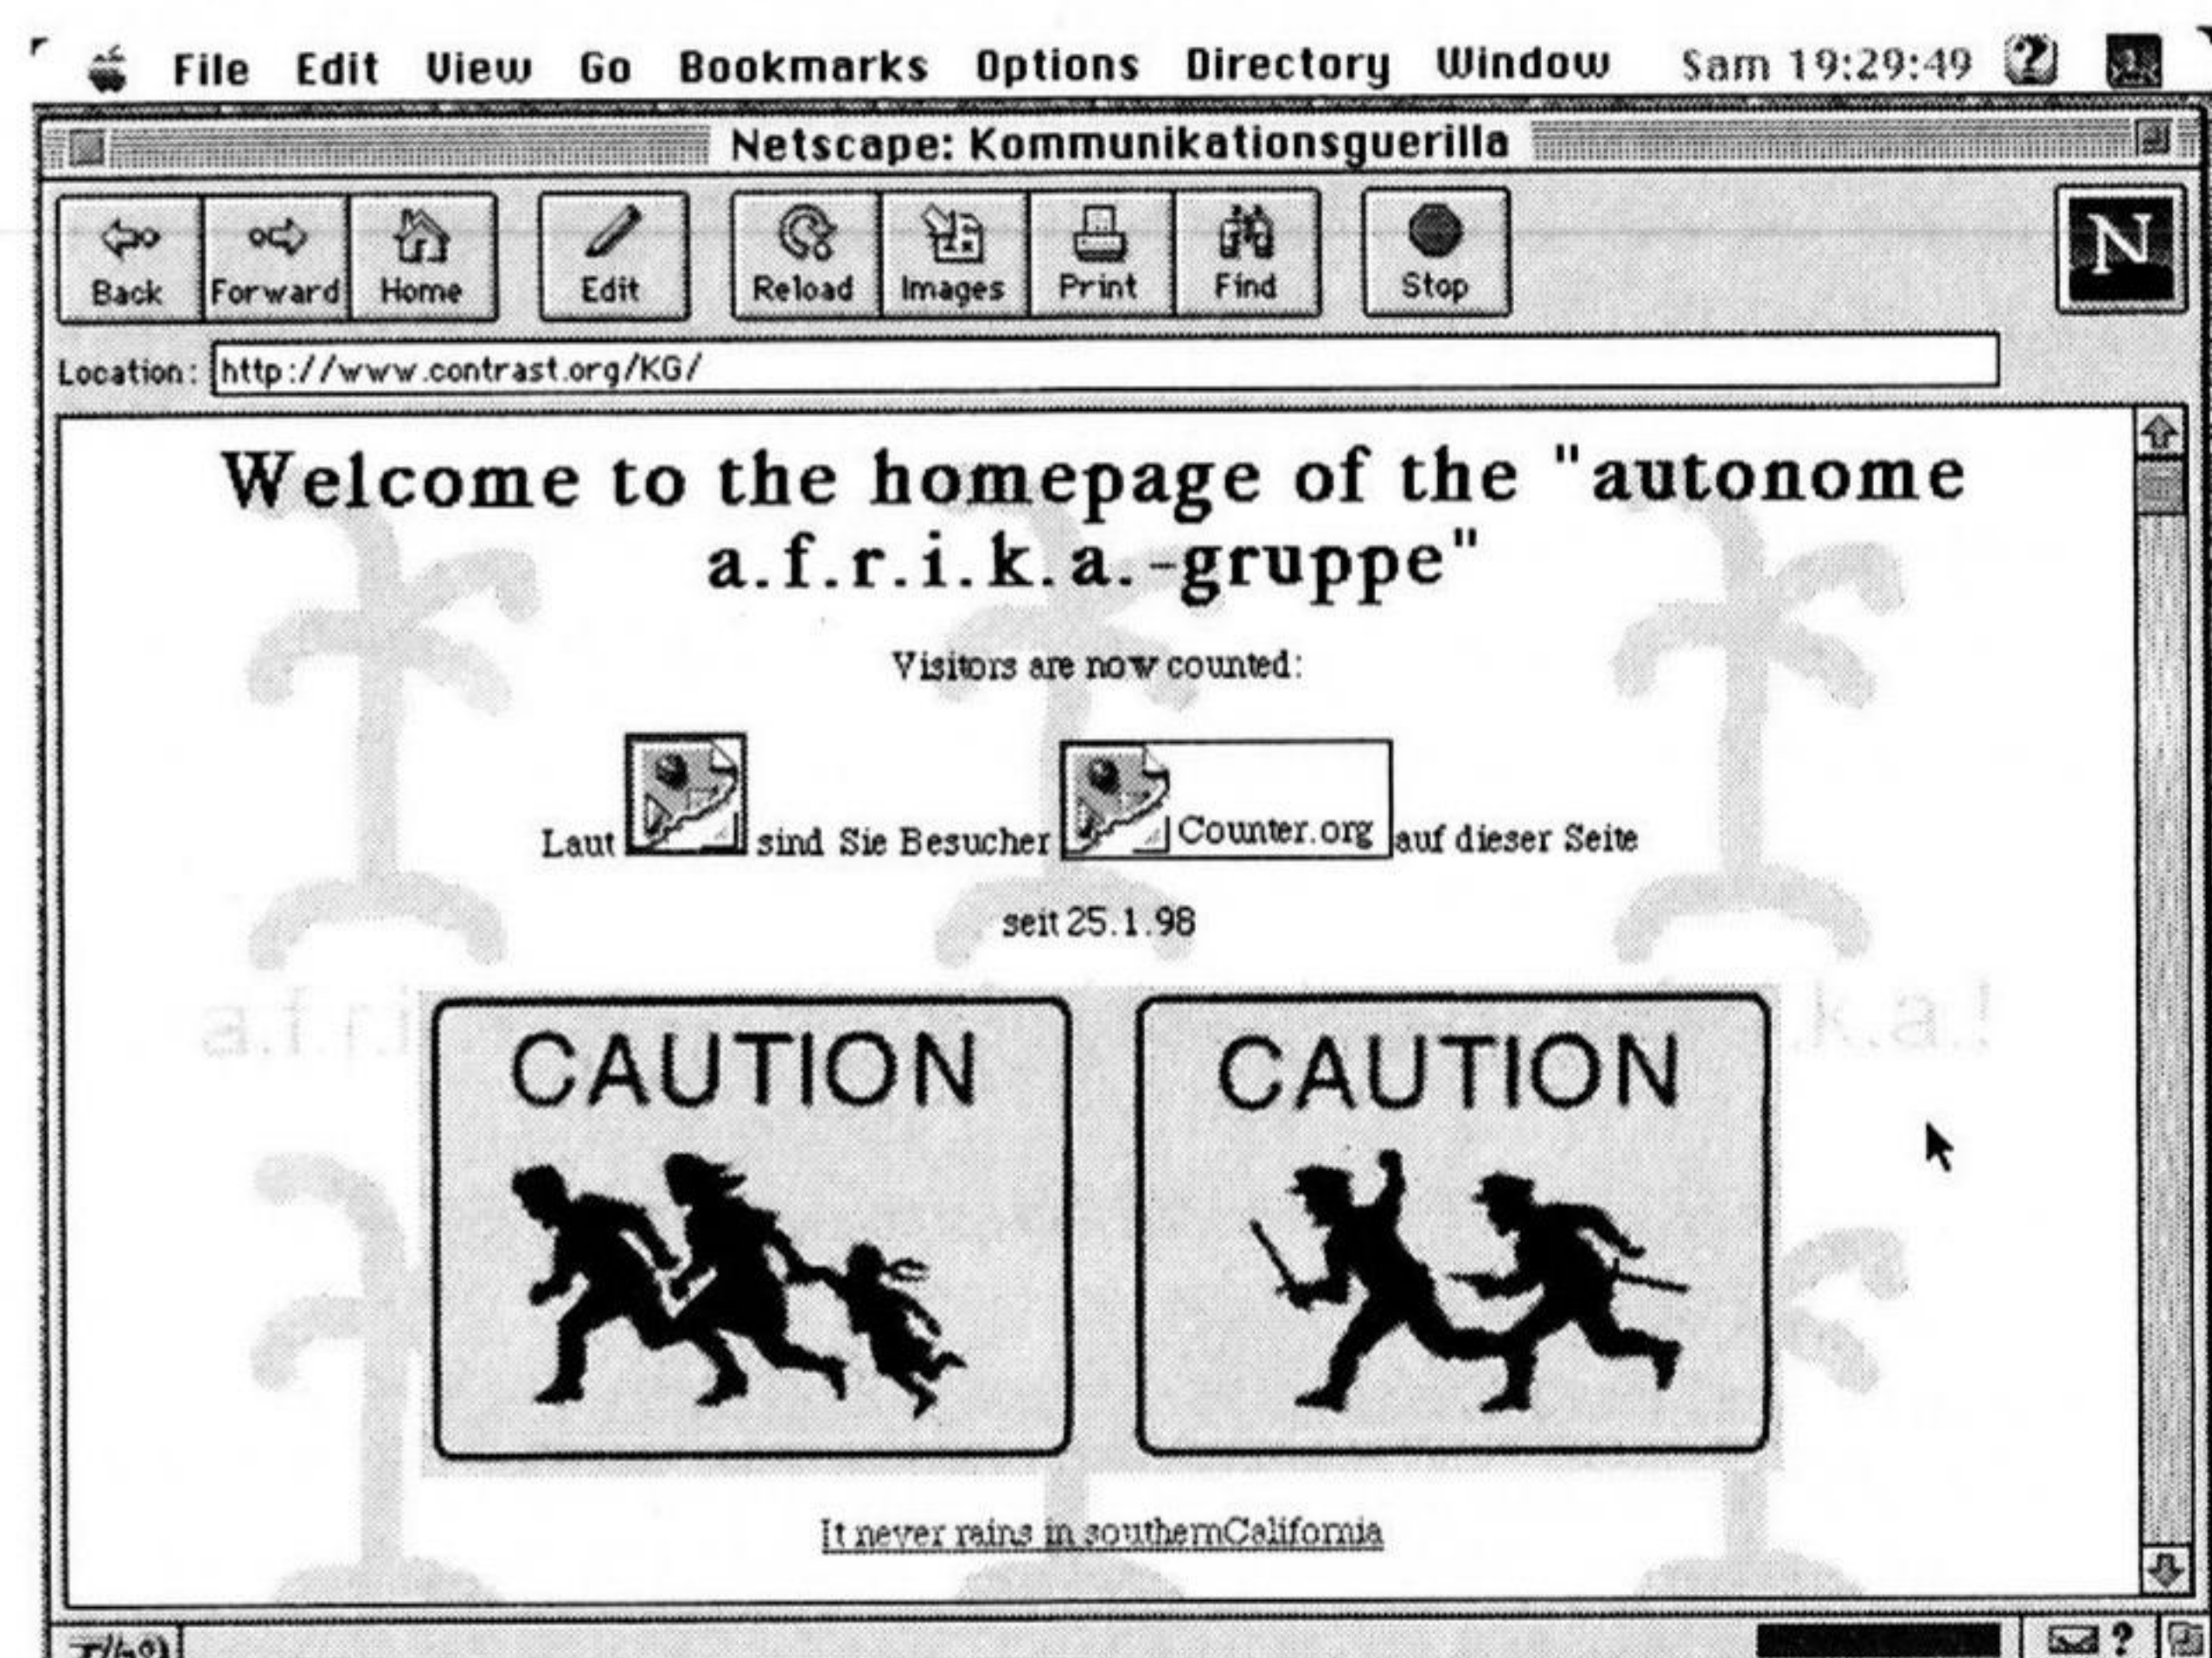 File Edit View Go Bookmarks Options Directory Window Sam 19:29:49
Netscape: Kommunikationsguerilla
Back Forward Home Edit Reload Images Print Find Stop
N
Location: http://www.contrast.org/KG/
Welcome to the homepage of the "autonome
a.f.r.i.k.a.-gruppe"
Visitors are now counted:
Laut sind Sie Besucher Counter.org auf dieser Seite
seit 25.1.98
CAUTION CAUTION
It never rains in southernCalifornia
?